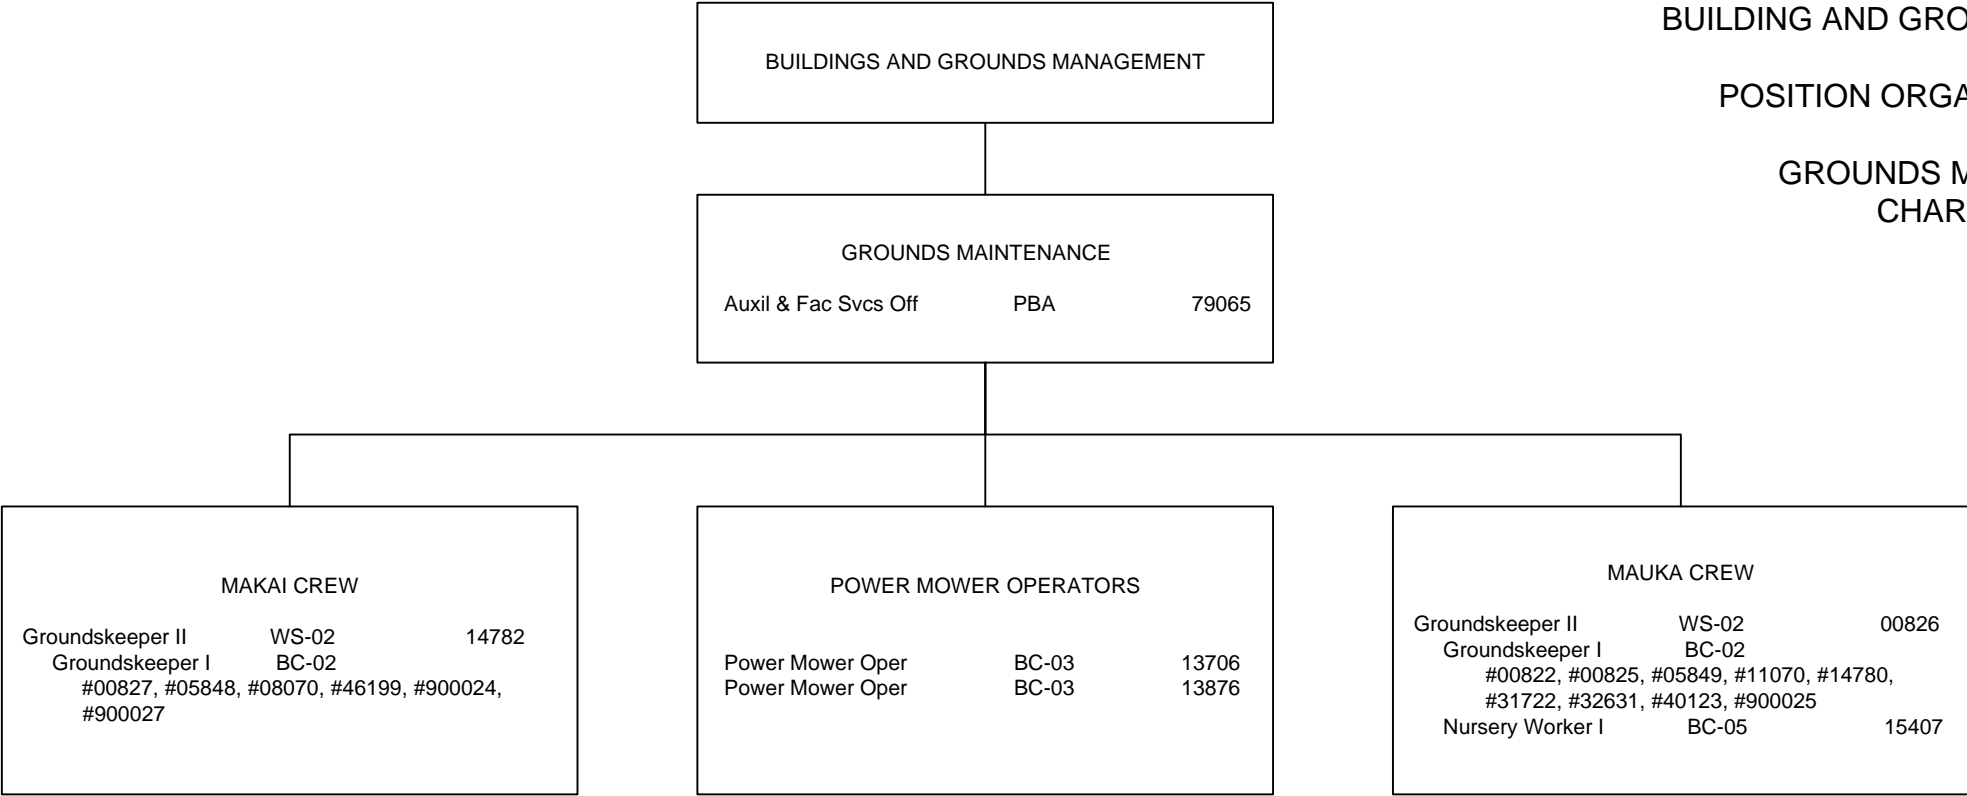 BUILDING AND
POSITION
GROUNDS
BUILDINGS AND GROUNDS MANAGEMENT
GROUNDS MAINTENANCE
Auxil & Fac Svcs Off PBA 79065
MAKAI CREW
Groundskeeper II WS-02 14782
Groundskeeper I BC-02
#00827, #05848, #08070, #46199, #900024,
#900027
POWER MOWER OPERATORS
Power Mower Oper BC-03 13706
Power Mower Oper BC-03 13876
MAUKA CREW
Groundskeeper II WS-02 00826
Groundskeeper I BC-02
#00822, #00825, #05849, #11070, #14780,
#31722, #32631, #40123, #900025
Nursery Worker I BC-05 15407